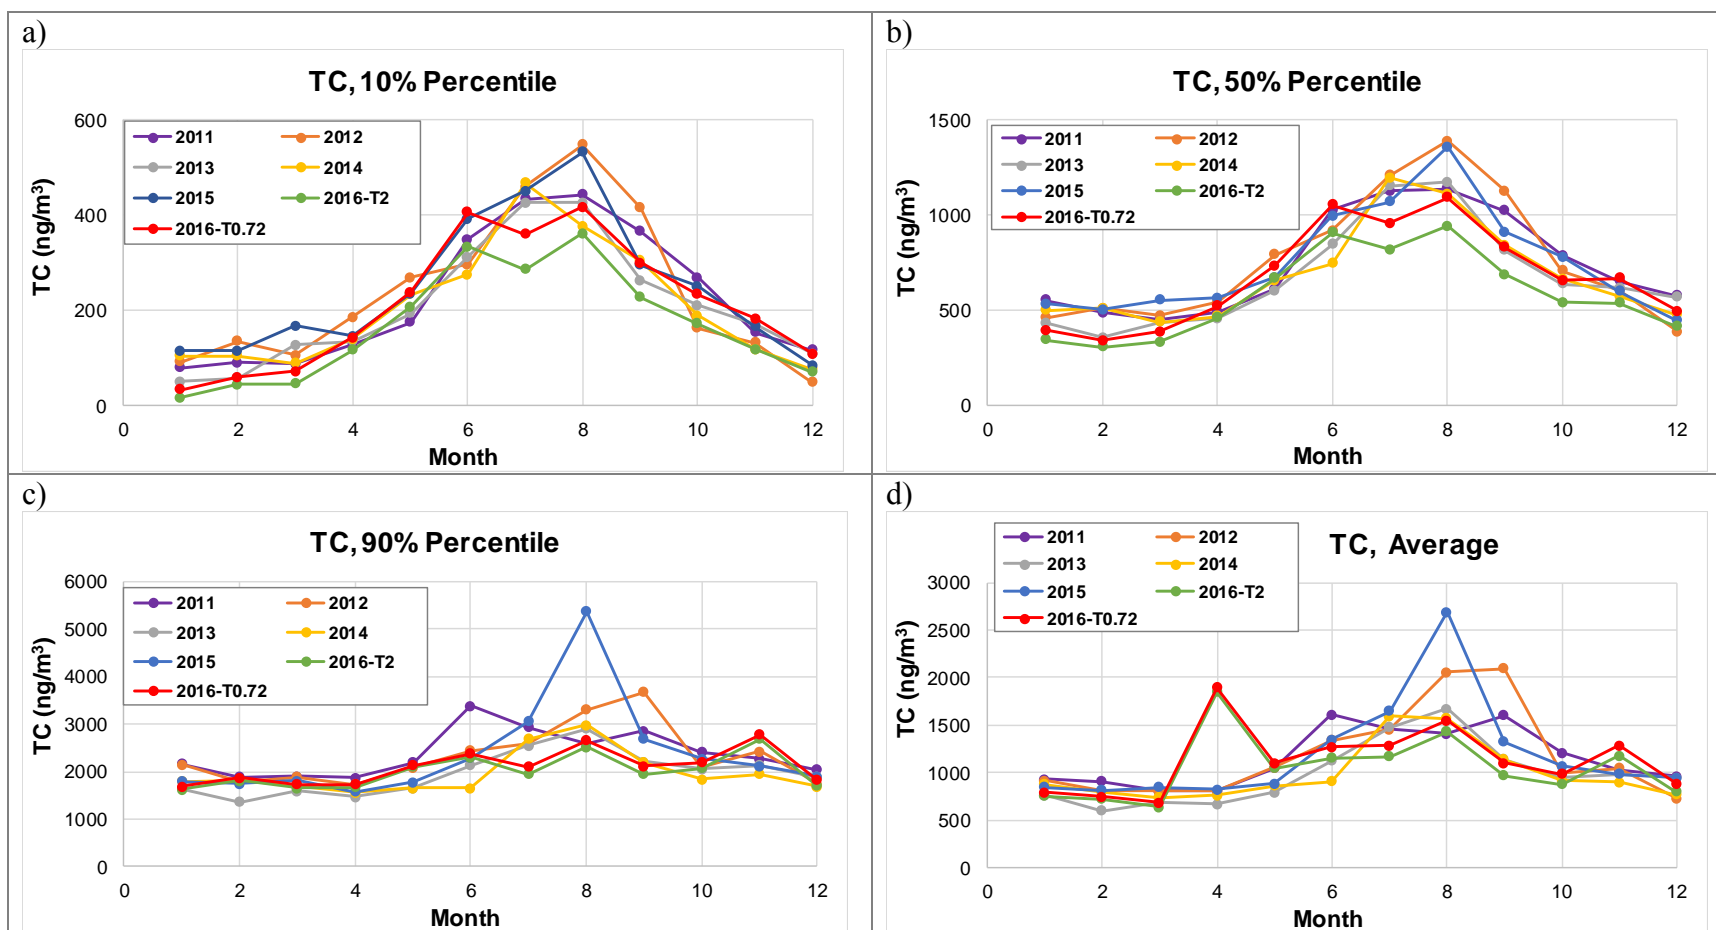 a)
TC, 10% Percentile
2011 2012
2013 2014
2015 2016-T2
2016-T0.72
600
400
200
0
TC (ng/m³)
0 2 4 6 8 10 12
Month
b)
TC, 50% Percentile
2011 2012
2013 2014
2015 2016-T2
2016-T0.72
1500
1000
500
0
TC (ng/m³)
0 2 4 6 8 10 12
Month
c)
TC, 90% Percentile
2011 2012
2013 2014
2015 2016-T2
2016-T0.72
6000
5000
4000
3000
2000
1000
0
TC (ng/m³)
0 2 4 6 8 10 12
Month
d)
TC, Average
2011 2012
2013 2014
2015 2016-T2
2016-T0.72
3000
2500
2000
1500
1000
500
0
TC (ng/m³)
0 2 4 6 8 10 12
Month